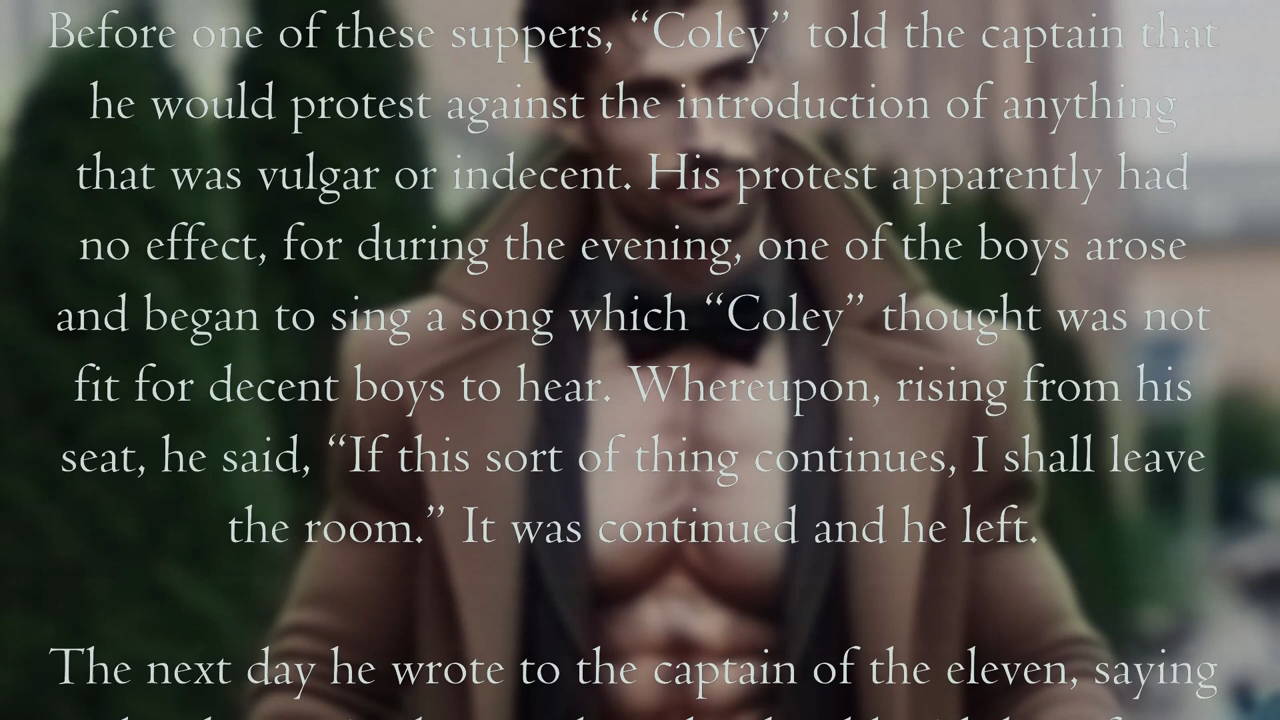 Before one of these suppers, “Coley” told the captain that
he would protest against the introduction of anything
that was vulgar or indecent. His protest apparently had
no effect, for during the evening, one of the boys arose
and began to sing a song which “Coley” thought was not
fit for decent boys to hear. Whereupon, rising from his
seat, he said, “If this sort of thing continues, I shall leave
the room.” It was continued and he left.
The next day he wrote to the captain of the eleven, saying